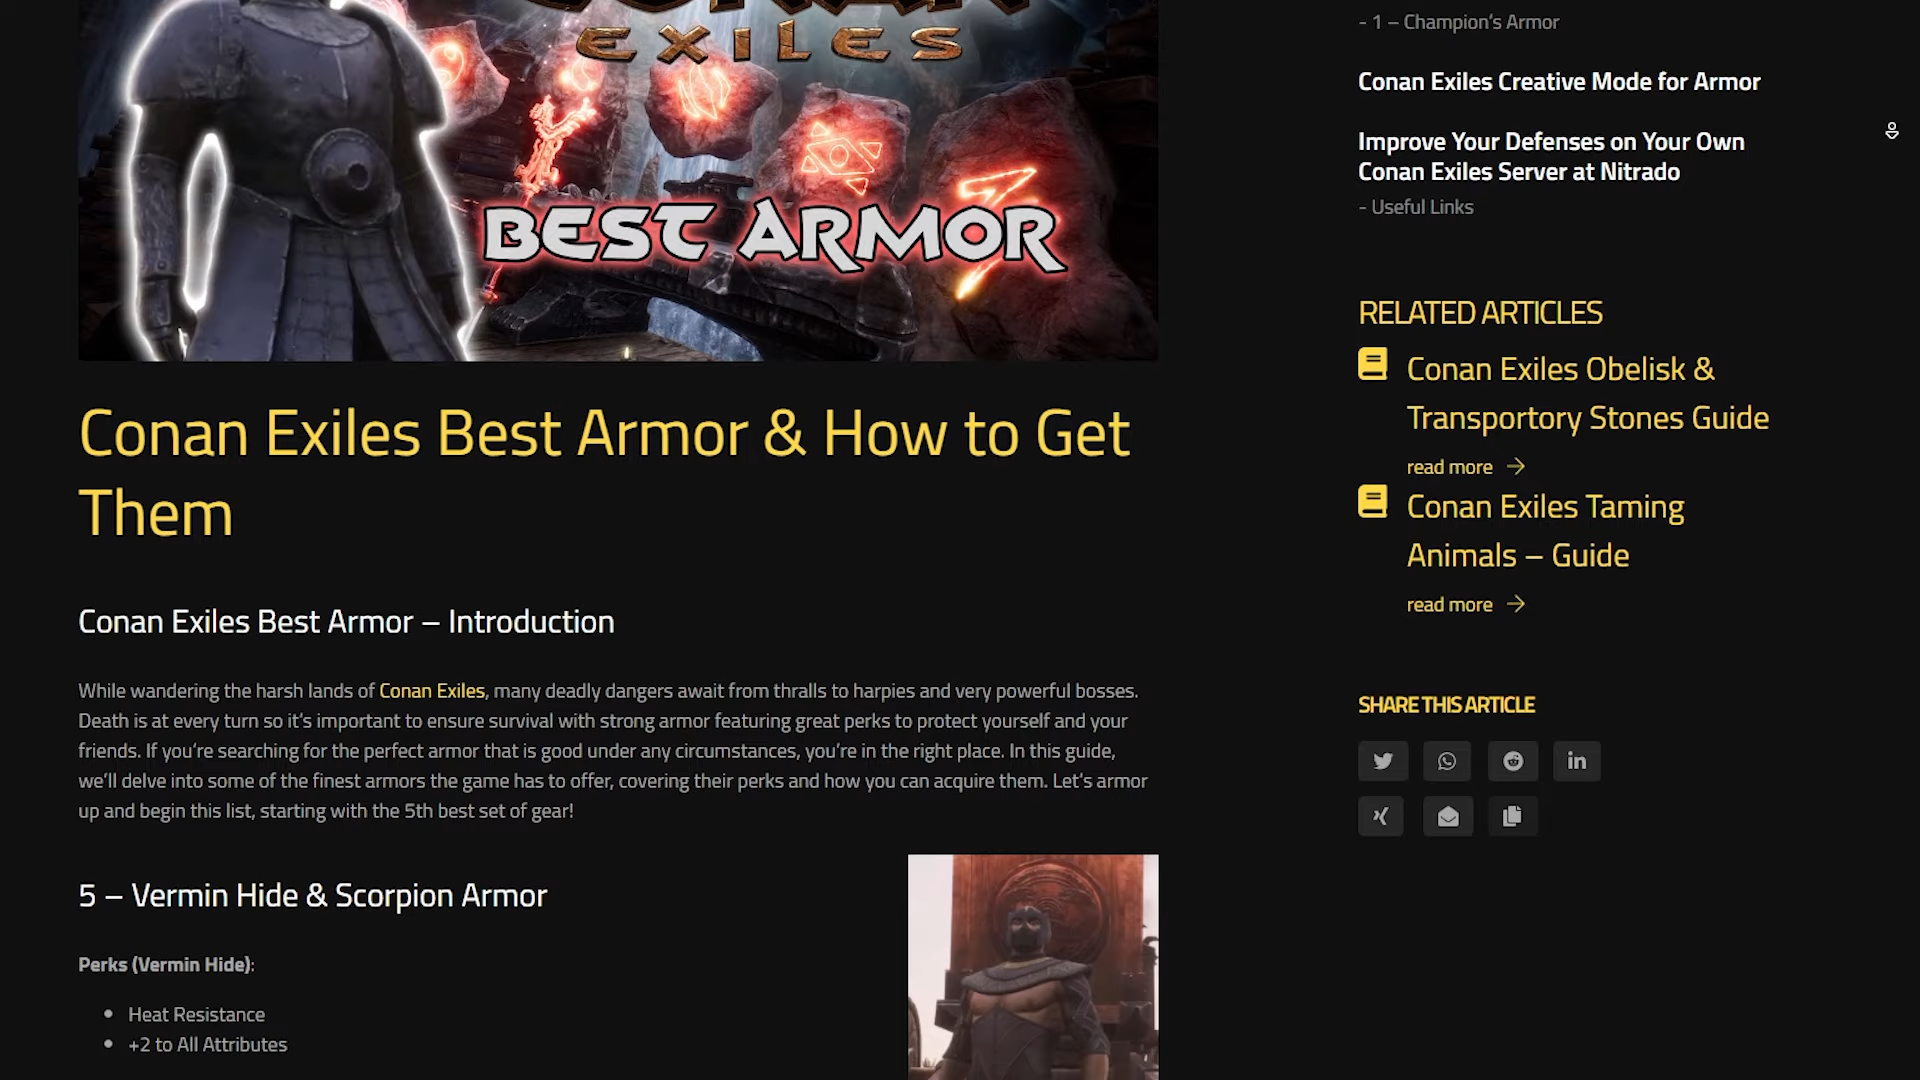 EXILES
BEST ARMOR
Conan Exiles Best Armor & How to Get
Them
Conan Exiles Best Armor – Introduction
While wandering the harsh lands of Conan Exiles, many deadly dangers await from thralls to harpies and very powerful bosses.
Death is at every turn so it's important to ensure survival with strong armor featuring great perks to protect yourself and your
friends. If you're searching for the perfect armor that is good under any circumstances, you're in the right place. In this guide,
we'll delve into some of the finest armors the game has to offer, covering their perks and how you can acquire them. Let's armor
up and begin this list, starting with the 5th best set of gear!
5 – Vermin Hide & Scorpion Armor
Perks (Vermin Hide):
• Heat Resistance
• +2 to All Attributes
- 1 – Champion's Armor
Conan Exiles Creative Mode for Armor
Improve Your Defenses on Your Own
Conan Exiles Server at Nitrado
- Useful Links
RELATED ARTICLES
Conan Exiles Obelisk &
Transportory Stones Guide
read more →
Conan Exiles Taming
Animals – Guide
read more →
SHARE THIS ARTICLE